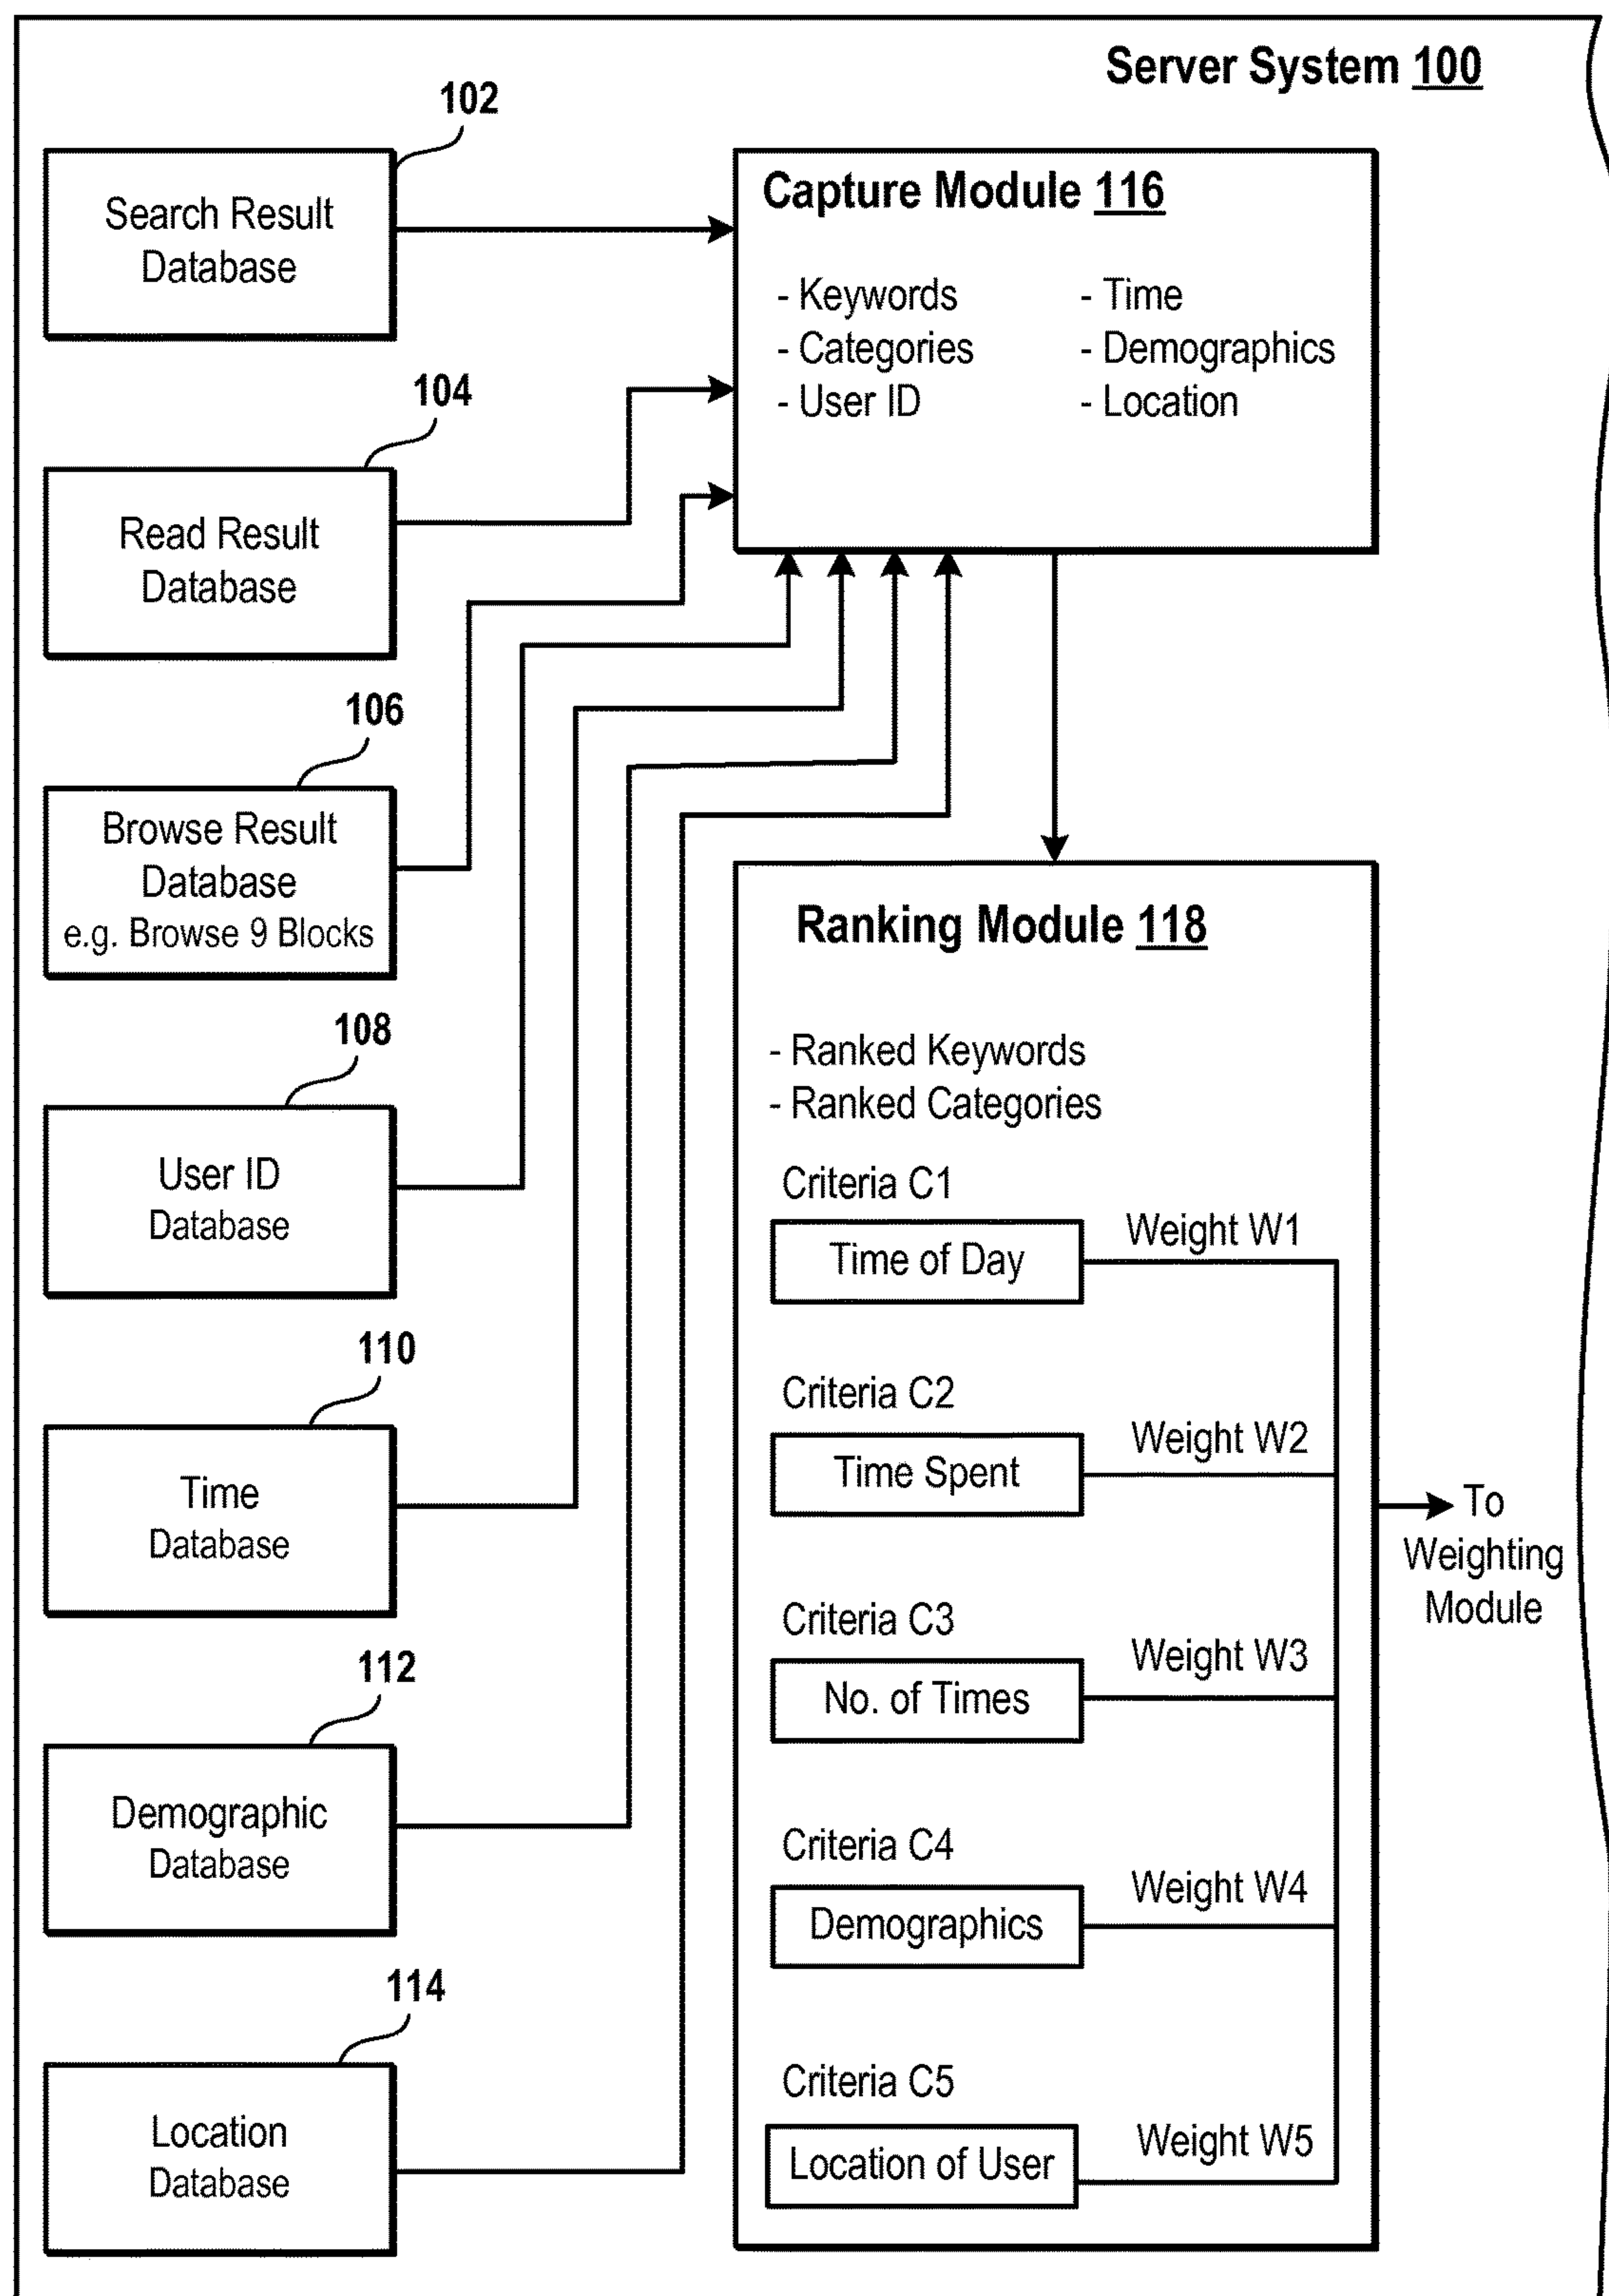 Server System 100
102
Search Result
Database
104
Read Result
Database
106
Browse Result
Database
e.g. Browse 9 Blocks
108
User ID
Database
110
Time
Database
112
Demographic
Database
114
Location
Database
Capture Module 116
- Keywords
- Categories
- User ID
- Time
- Demographics
- Location
Ranking Module 118
- Ranked Keywords
- Ranked Categories
Criteria C1
Time of Day
Weight W1
Criteria C2
Time Spent
Weight W2
Criteria C3
No. of Times
Weight W3
Criteria C4
Demographics
Weight W4
Criteria C5
Location of User
Weight W5
To
Weighting
Module